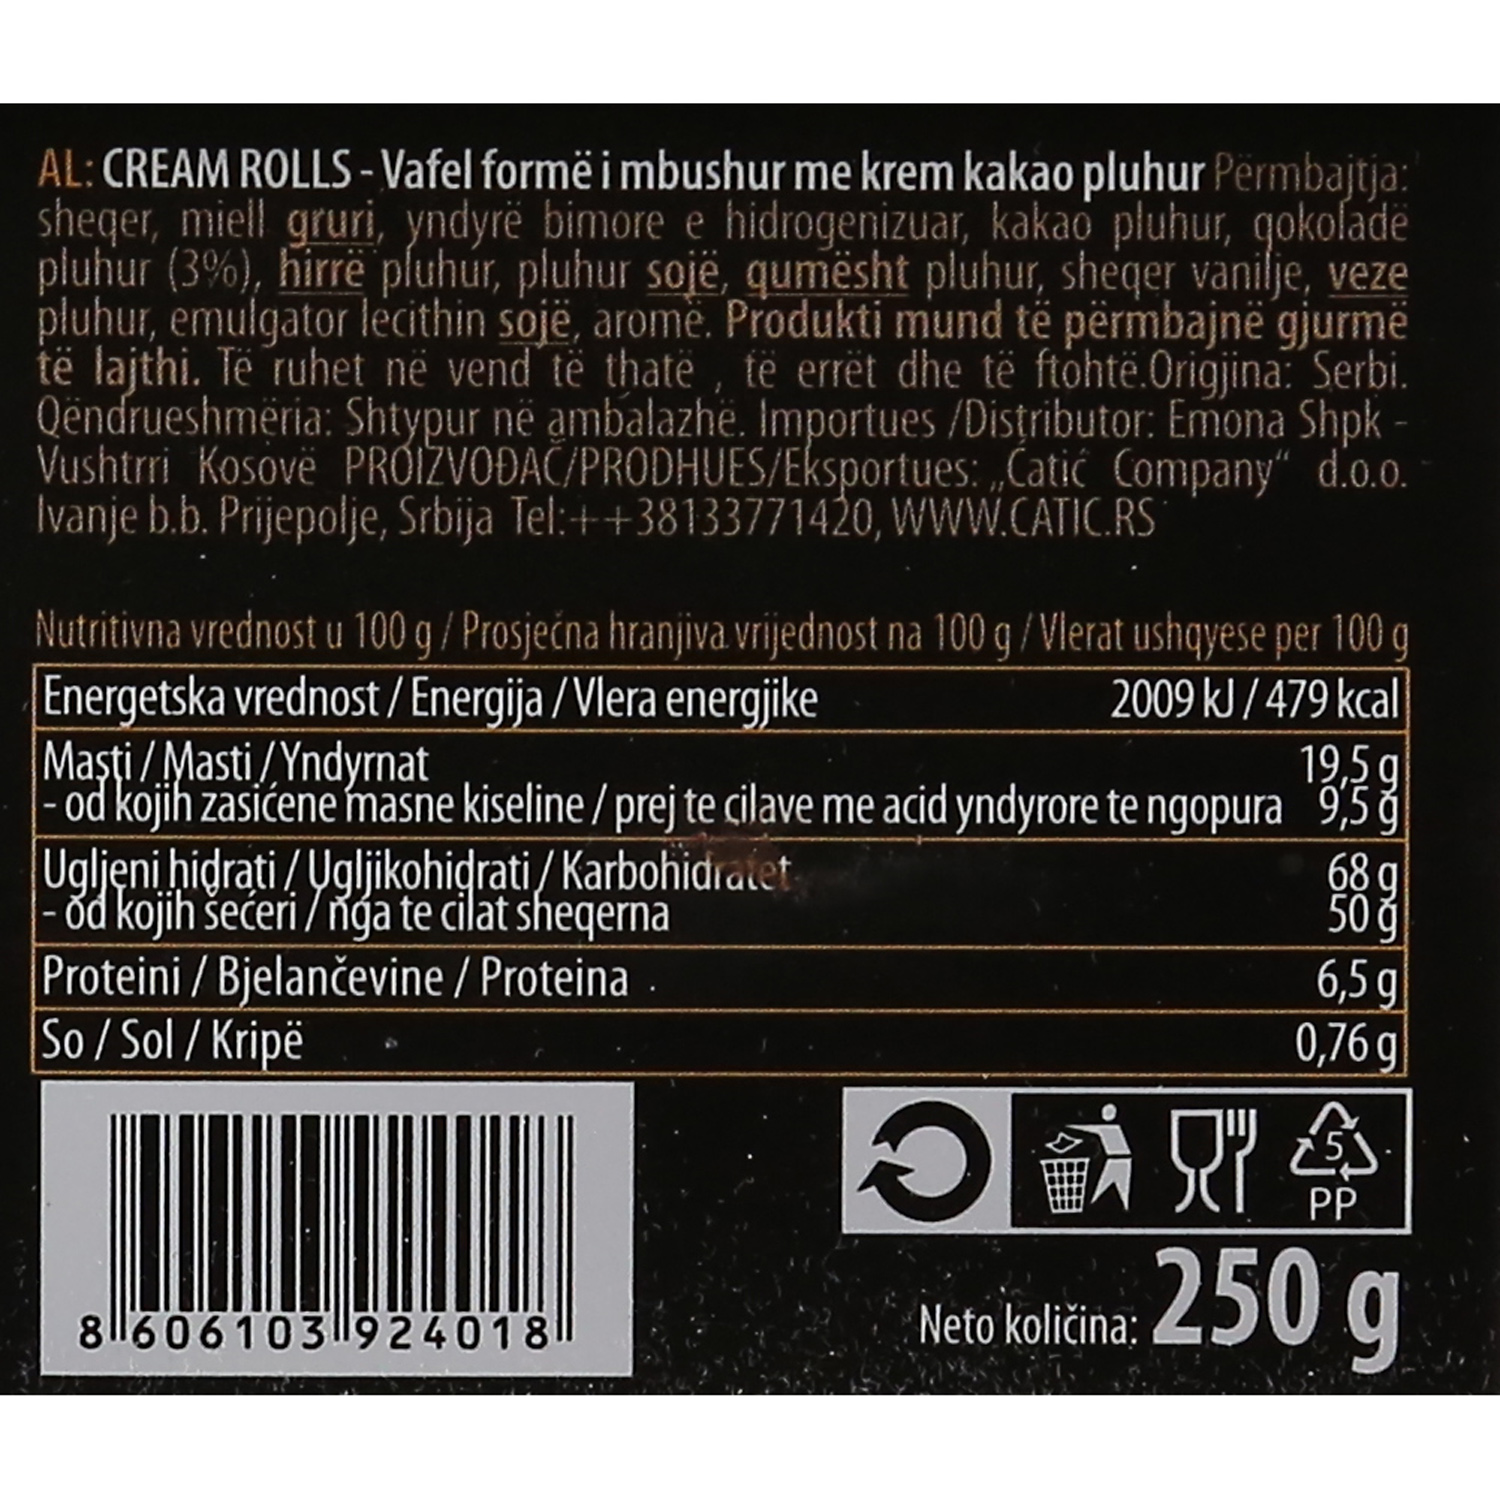 AL: CREAM ROLLS - Vafel formë i mbushur me krem kakao pluhur Përmbajtja:
sheqer, miell gruri, yndyrë bimore e hidrogenizuar, kakao pluhur, qokoladë
pluhur (3%), hirrë pluhur, pluhur sojë, qumësht pluhur, sheqer vanilje, veze
pluhur, emulgator lecithin sojë, aromë. Produkti mund të përmbajnë gjurmë
të lajthi. Të ruhet në vend të thatë , të errët dhe të ftohtë.Origjina: Serbi.
Qëndrueshmëria: Shtypur në ambalazhë. Importues /Distributor: Emona Shpk -
Vushtrri Kosovë PROIZVOĐAČ/PRODHUES/Eksportues: „Ćatić Company“ d.o.o.
Ivanje b.b. Prijepolje, Srbija Tel:++38133771420, WWW.CATIC.RS
Nutritivna vrednost u 100 g / Prosječna hranjiva vrijednost na 100 g / Vlerat ushqyese per 100 g
Energetska vrednost / Energija / Vlera energjike 2009 kJ / 479 kcal
Masti / Masti / Yndyrnat 19,5 g
- od kojih zasićene masne kiseline / prej te cilave me acid yndyrore te ngopura 9,5 g
Ugljeni hidrati / Ugljikohidrati / Karbohidratet 68 g
- od kojih šećeri / nga te cilat sheqerna 50 g
Proteini / Bjelančevine / Proteina 6,5 g
So / Sol / Kripë 0,76 g
5
PP
8 606103 924018
Neto količina: 250 g